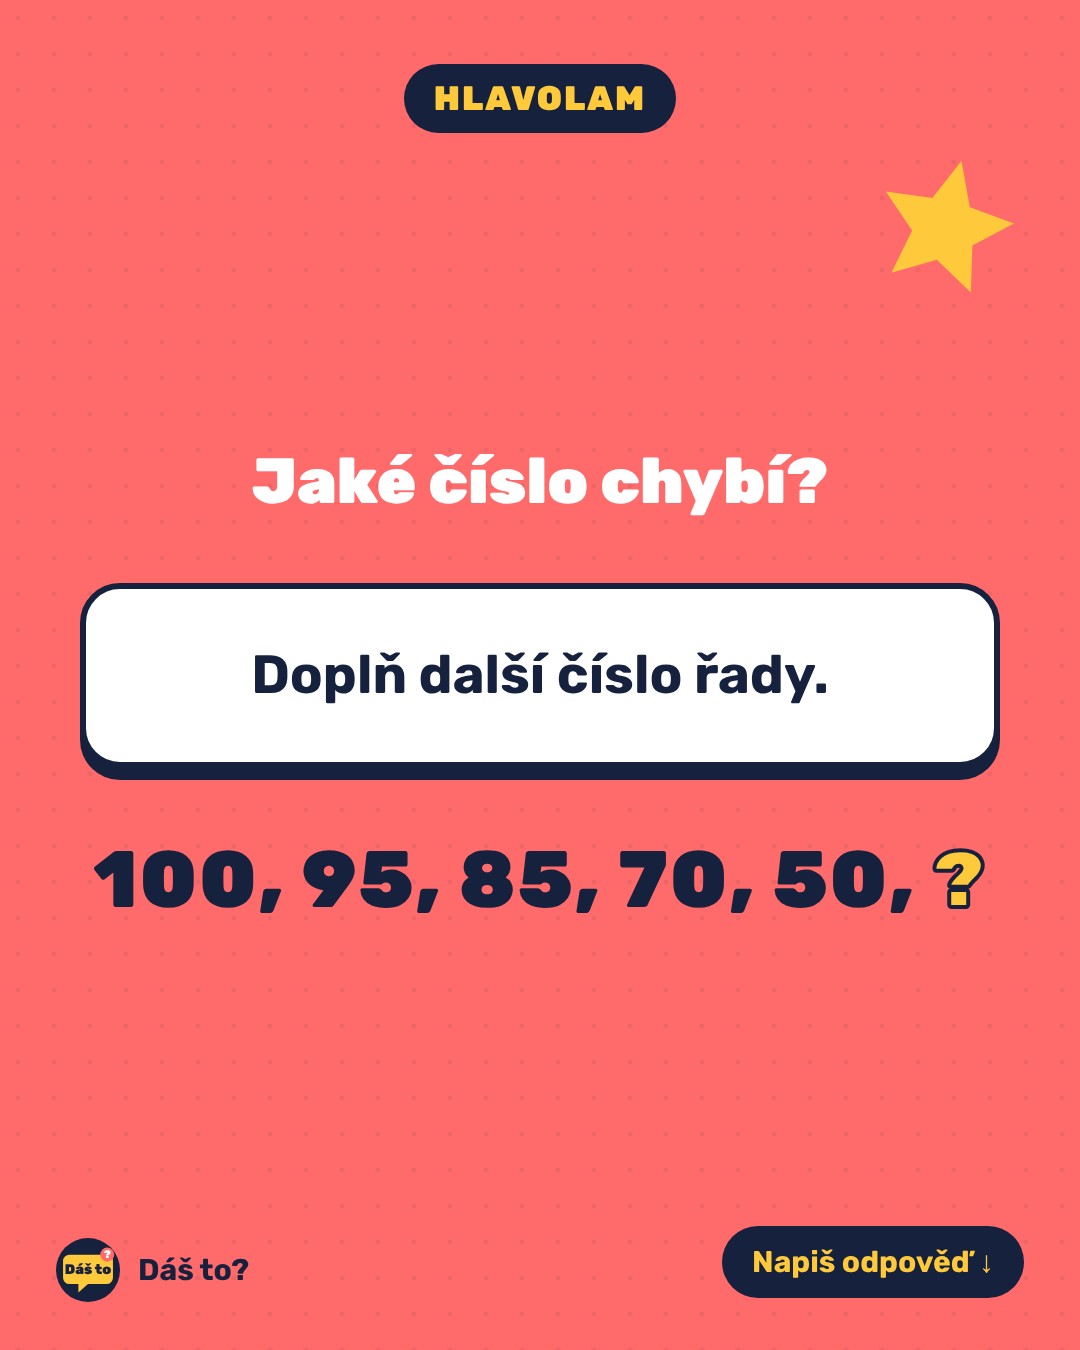 HLAVOLAM
Jaké číslo chybí?
Doplň další číslo řady.
100, 95, 85, 70, 50, ?
?
Dáš to
Dáš to?
Napiš odpověď ↓